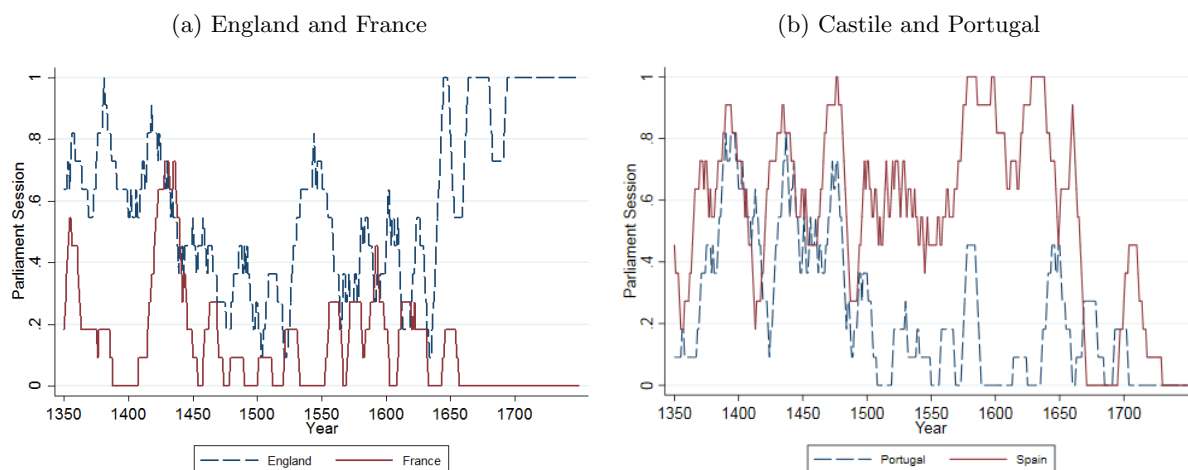 (a) England and France
Parliament Session
1
.8
.6
.4
.2
0
1350 1400 1450 1500 1550 1600 1650 1700
Year
England France
(b) Castile and Portugal
Parliament Session
1
.8
.6
.4
.2
0
1350 1400 1450 1500 1550 1600 1650 1700
Year
Portugal Spain